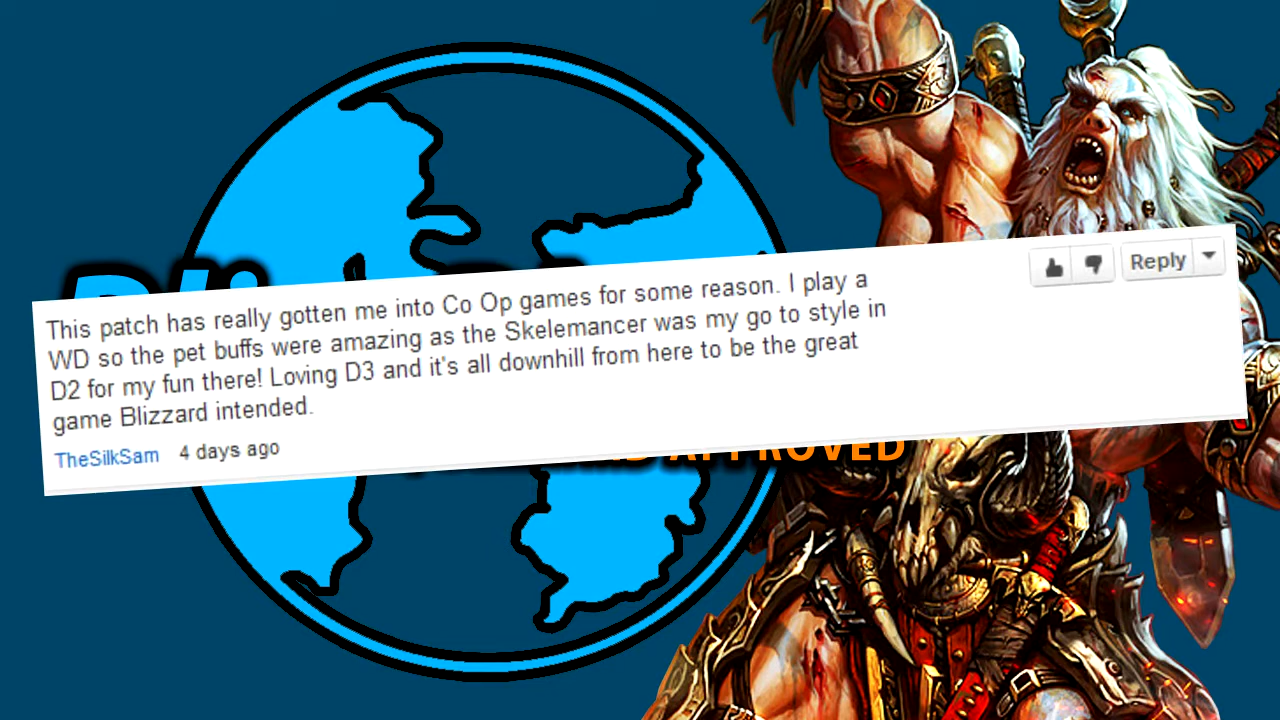 This patch has really gotten me into Co Op games for some reason. I play a
WD so the pet buffs were amazing as the Skelemancer was my go to style in
D2 for my fun there! Loving D3 and it's all downhill from here to be the great
game Blizzard intended.
TheSilkSam 4 days ago
Reply